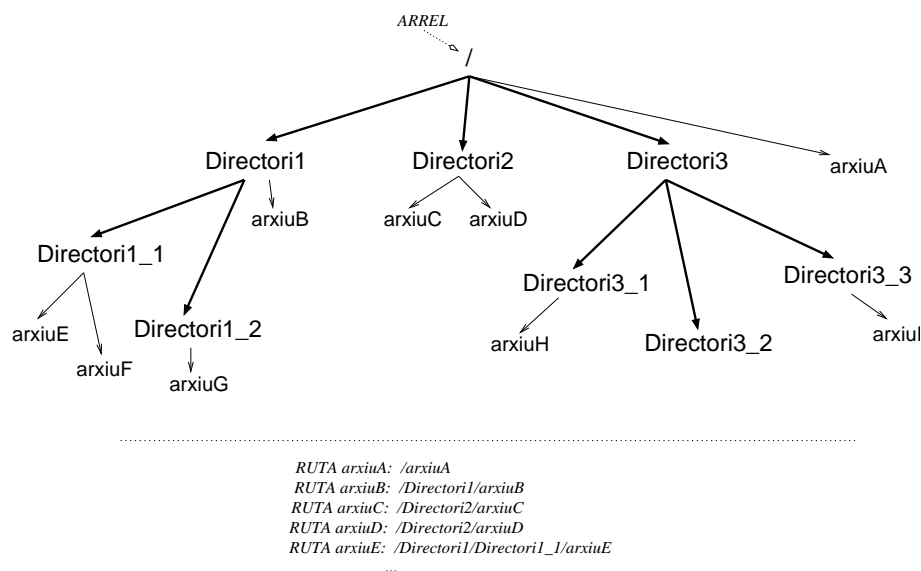 ARREL
/
Directori1 Directori2 Directori3 arxiuA
arxiuB arxiuC arxiuD
Directori1_1 Directori3_1 Directori3_3
arxiuE Directori1_2 arxiuH Directori3_2 arxiuI
arxiuF arxiuG
RUTA arxiuA: /arxiuA
RUTA arxiuB: /Directori1/arxiuB
RUTA arxiuC: /Directori2/arxiuC
RUTA arxiuD: /Directori2/arxiuD
RUTA arxiuE: /Directori1/Directori1_1/arxiuE
...